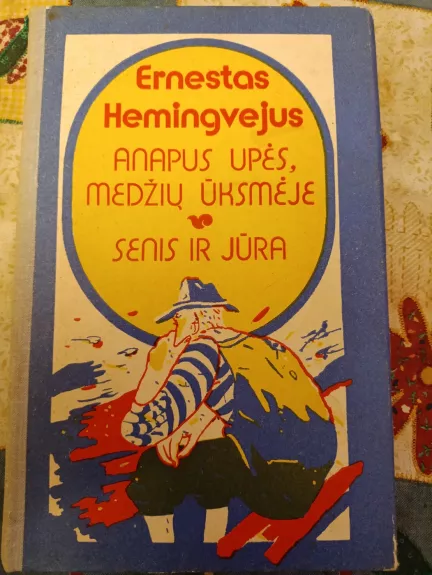 Ernestas
Hemingvejus
ANAPUS UPĖS,
MEDŽIŲ ŪKSMĖJE
SENIS IR JŪRA